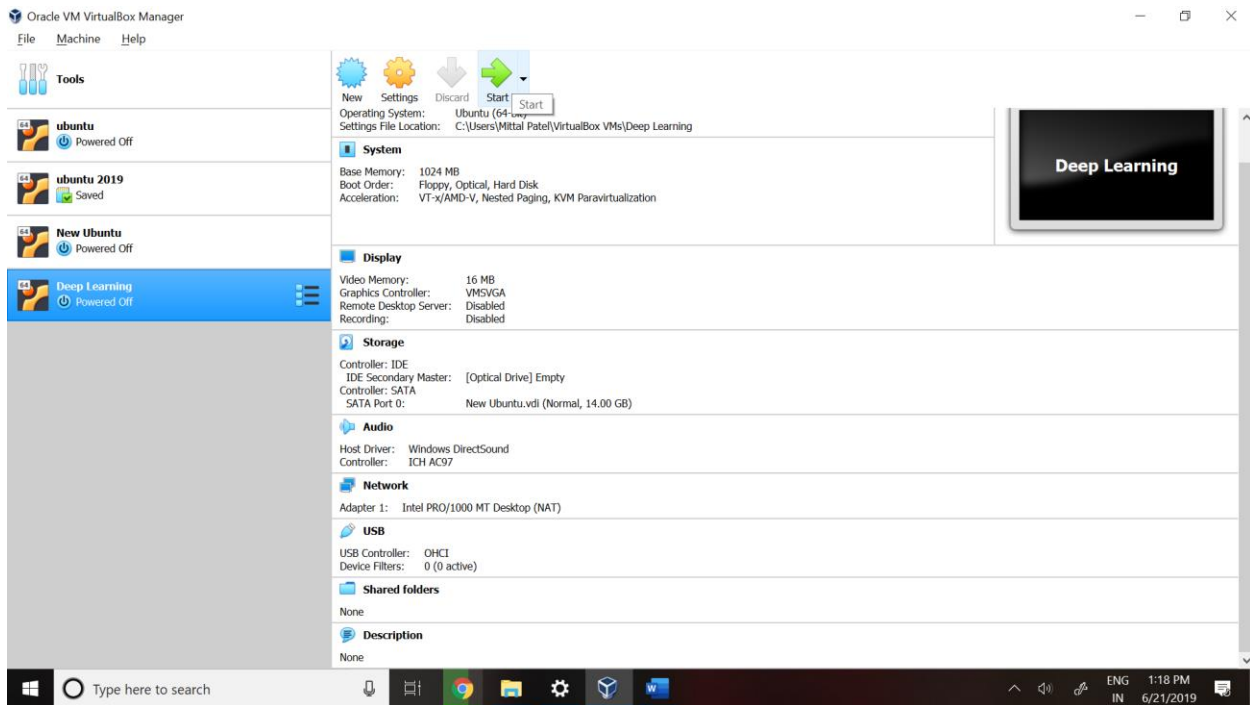 Oracle VM VirtualBox Manager
File Machine Help
Tools
64
ubuntu
Powered Off
64
ubuntu 2019
Saved
64
New Ubuntu
Powered Off
64
Deep Learning
Powered Off
New Settings Discard Start
Start
Operating System: Ubuntu (64-bit)
Settings File Location: C:\Users\Mittal Patel\VirtualBox VMs\Deep Learning
System
Base Memory: 1024 MB
Boot Order: Floppy, Optical, Hard Disk
Acceleration: VT-x/AMD-V, Nested Paging, KVM Paravirtualization
Deep Learning
Display
Video Memory: 16 MB
Graphics Controller: VMSVGA
Remote Desktop Server: Disabled
Recording: Disabled
Storage
Controller: IDE
IDE Secondary Master: [Optical Drive] Empty
Controller: SATA
SATA Port 0: New Ubuntu.vdi (Normal, 14.00 GB)
Audio
Host Driver: Windows DirectSound
Controller: ICH AC97
Network
Adapter 1: Intel PRO/1000 MT Desktop (NAT)
USB
USB Controller: OHCI
Device Filters: 0 (0 active)
Shared folders
None
Description
None
Type here to search
W
ENG
IN
1:18 PM
6/21/2019